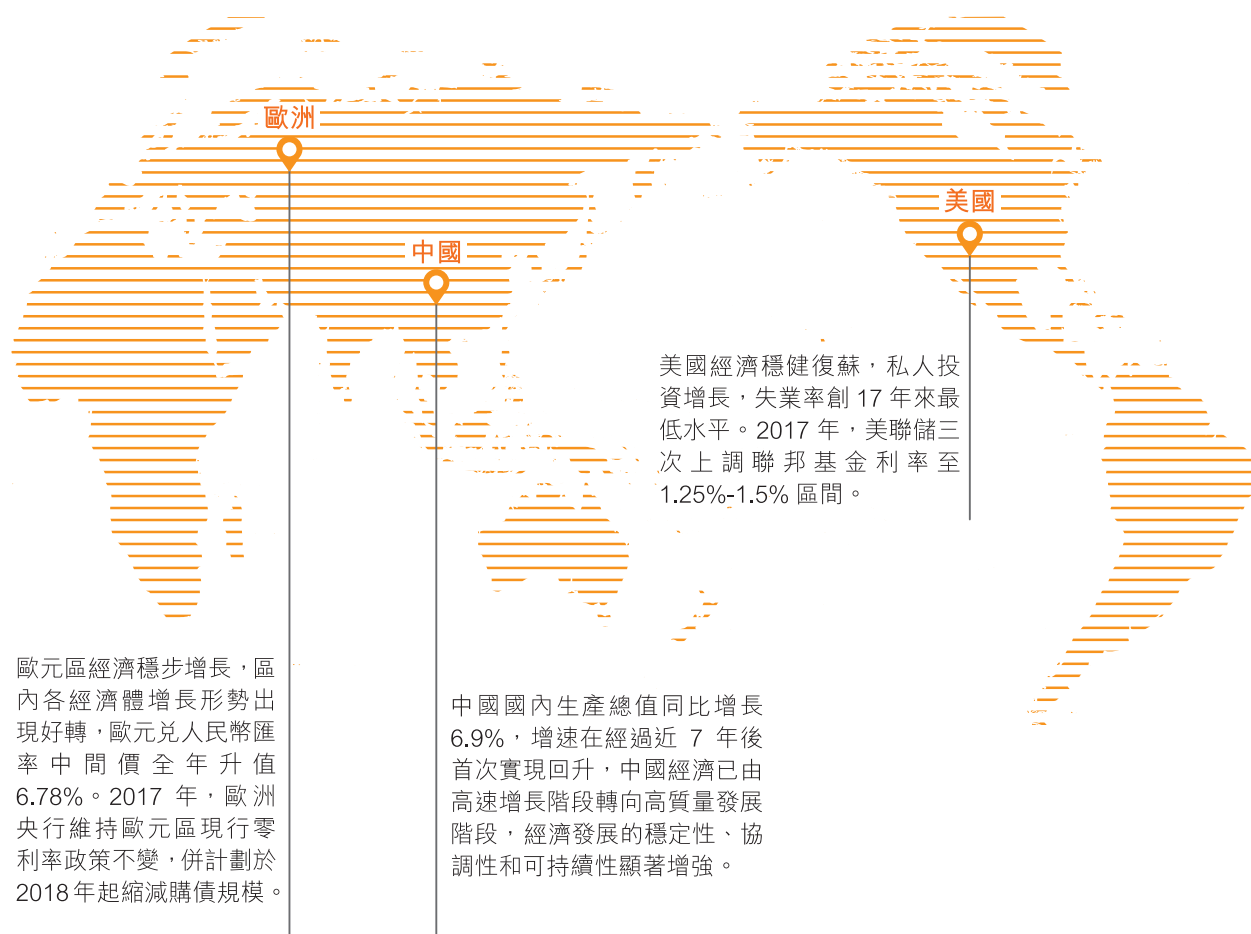 歐洲
美國
中國
美國經濟穩健復蘇，私人投
資增長，失業率創 17 年來最
低水平。2017 年，美聯儲三
次上調聯邦基金利率至
1.25%-1.5% 區間。
歐元區經濟穩步增長，區
內各經濟體增長形勢出
現好轉，歐元兑人民幣匯
率中間價全年升值
6.78%。2017 年，歐洲
央行維持歐元區現行零
利率政策不變，併計劃於
2018年起縮減購債規模。
中國國內生產總值同比增長
6.9%，增速在經過近 7 年後
首次實現回升，中國經濟已由
高速增長階段轉向高質量發展
階段，經濟發展的穩定性、協
調性和可持續性顯著增強。